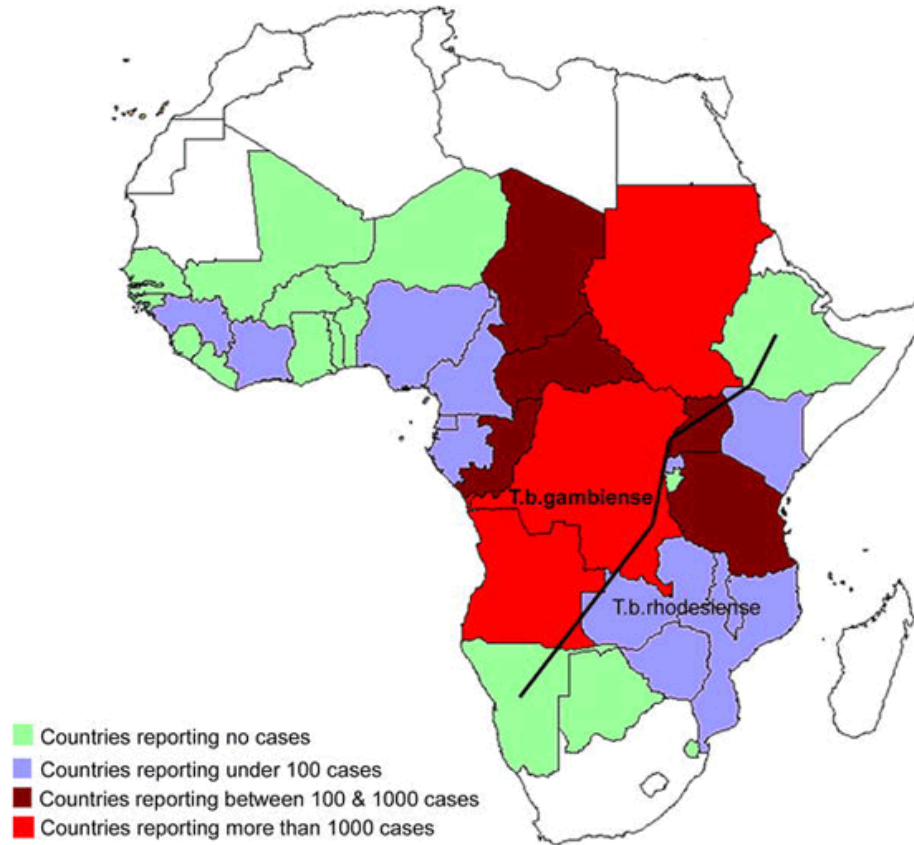 T.b.gambiense
T.b.rhodesiense
Countries reporting no cases
Countries reporting under 100 cases
Countries reporting between 100 & 1000 cases
Countries reporting more than 1000 cases